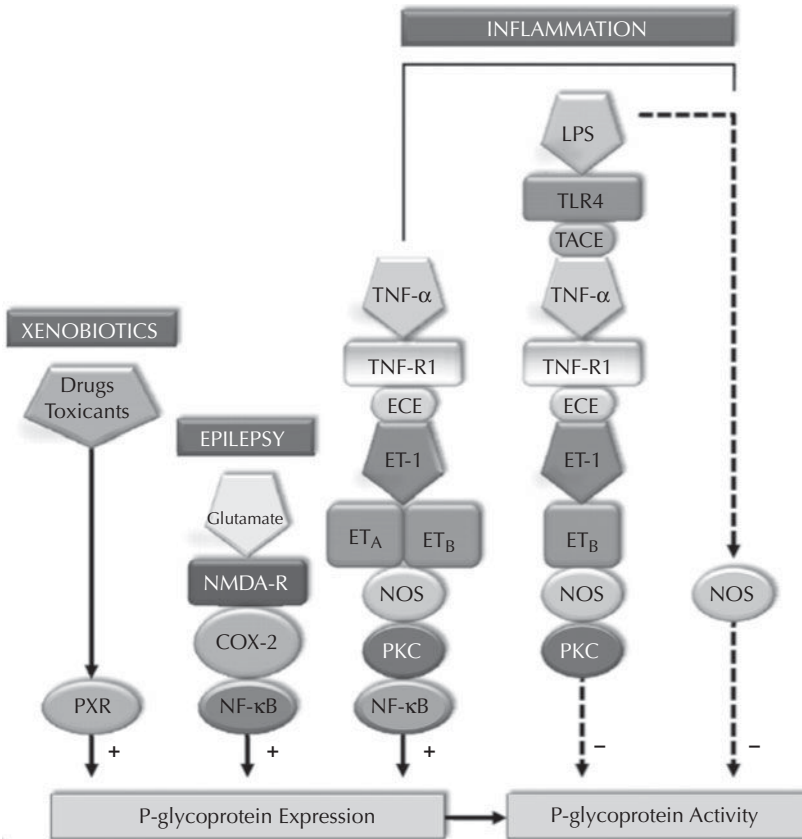 INFLAMMATION
LPS
TLR4
TACE
TNF-α
TNF-α
XENOBIOTICS
TNF-R1
TNF-R1
Drugs
Toxicants
ECE
ECE
EPILEPSY
ET-1
ET-1
Glutamate
ETA
ETB
ETB
NMDA-R
NOS
NOS
NOS
COX-2
PKC
PKC
PXR
NF-κB
NF-κB
+
+
+
–
–
P-glycoprotein Expression
P-glycoprotein Activity